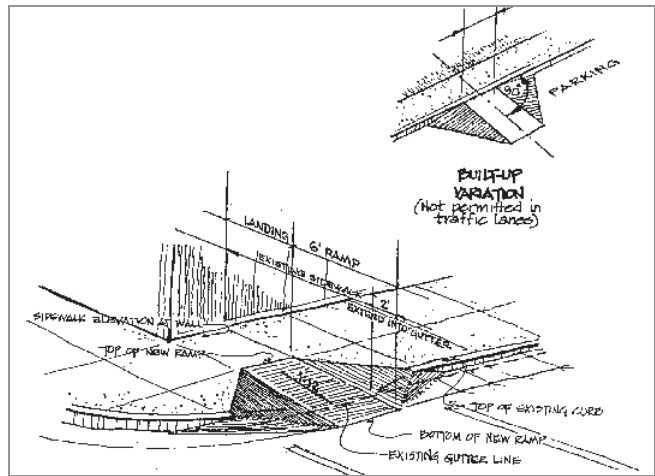 90°
PARKING
BUILT-UP
VARIATION
(Not permitted in
traffic lanes)
LANDING
6' RAMP
EXISTING SIDEWALK
2'
EXTEND INTO GUTTER
SIDEWALK ELEVATION AT WALL
TOP OF NEW RAMP
TOP OF EXISTING CURB
BOTTOM OF NEW RAMP
EXISTING GUTTER LINE